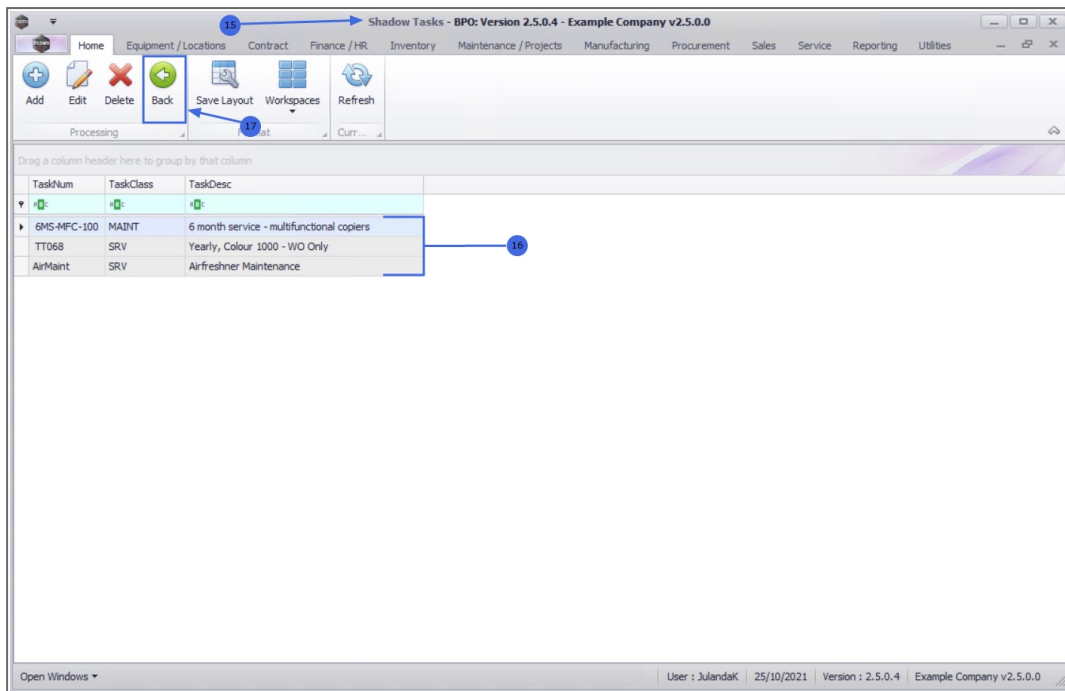 15
Shadow Tasks - BPO: Version 2.5.0.4 - Example Company v2.5.0.0
Home Equipment / Locations Contract Finance / HR Inventory Maintenance / Projects Manufacturing Procurement Sales Service Reporting Utilities
Add Edit Delete Back Save Layout Workspaces Refresh
17
Processing Curr...
Drag a column header here to group by that column
TaskNum TaskClass TaskDesc
6MS-MFC-100 MAINT 6 month service - multifunctional copiers
TT068 SRV Yearly, Colour 1000 - WO Only
16
AirMaint SRV Airfreshner Maintenance
Open Windows User : JulandaK 25/10/2021 Version : 2.5.0.4 Example Company v2.5.0.0